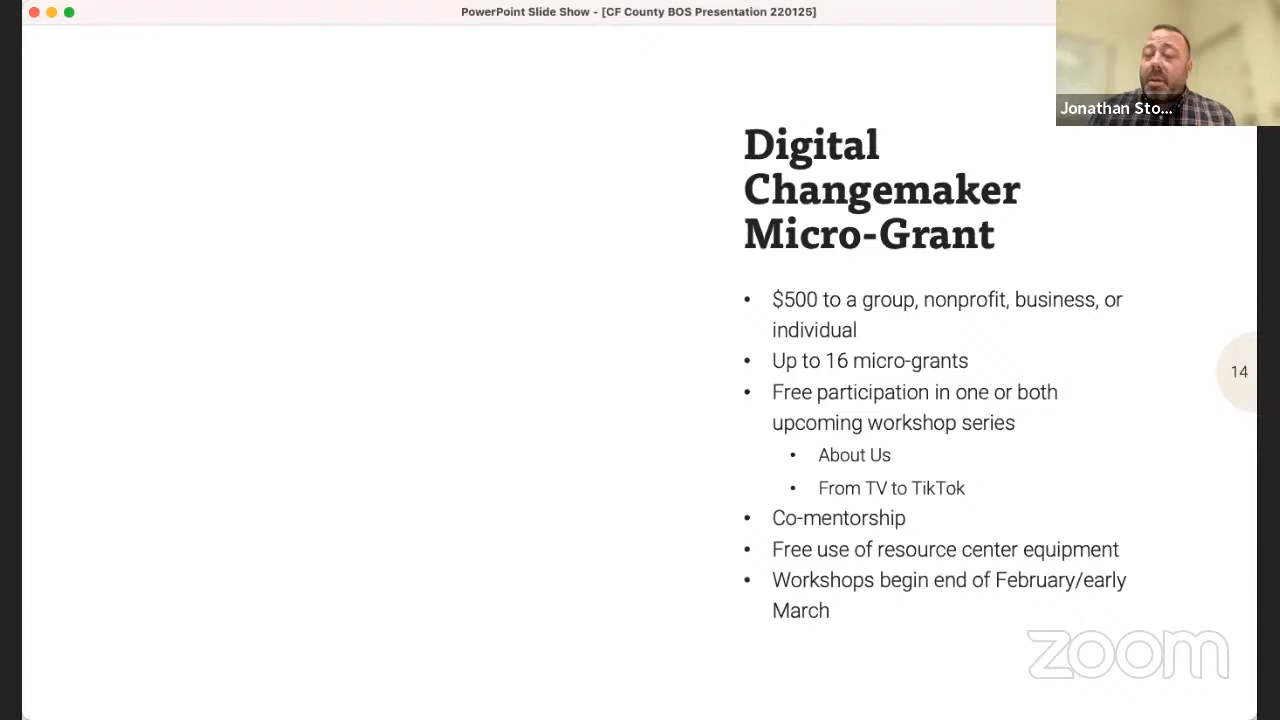 PowerPoint Slide Show - [CF County BOS Presentation 220125]
Jonathan Sto...
Digital
Changemaker
Micro-Grant
• $500 to a group, nonprofit, business, or
individual
• Up to 16 micro-grants
• Free participation in one or both
upcoming workshop series
• About Us
• From TV to TikTok
• Co-mentorship
• Free use of resource center equipment
• Workshops begin end of February/early
March
14
zoom